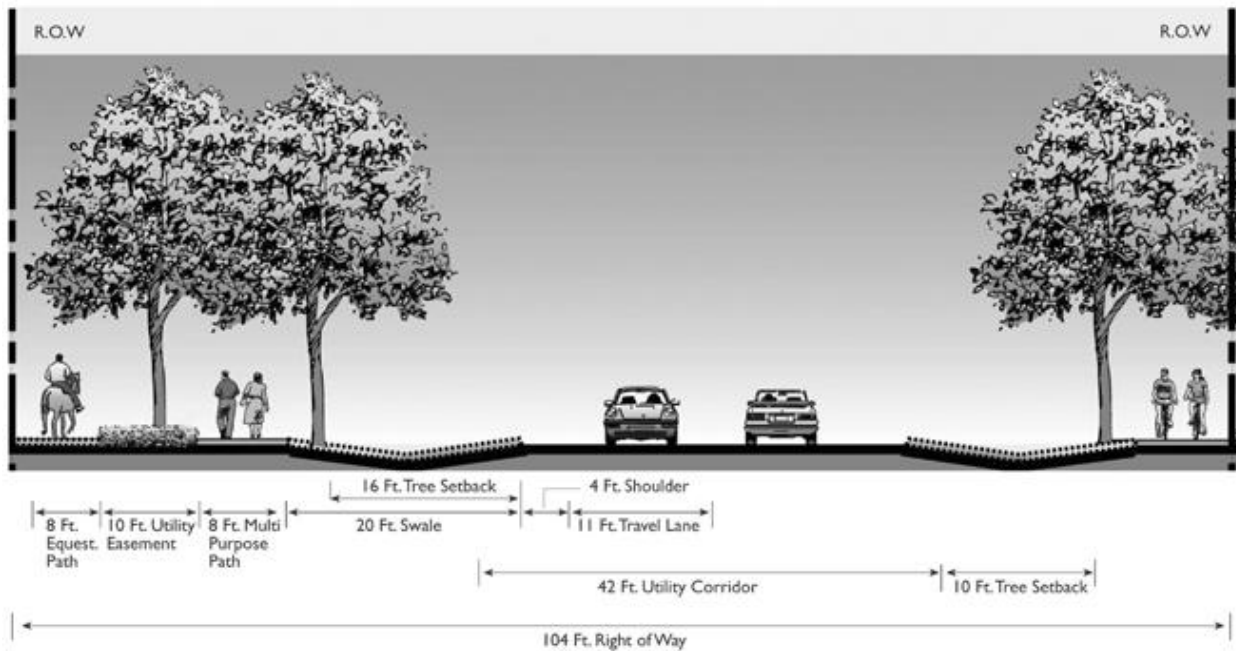 R.O.W
R.O.W
16 Ft. Tree Setback
4 Ft. Shoulder
8 Ft.
Equest.
Path
10 Ft. Utility
Easement
8 Ft. Multi
Purpose
Path
20 Ft. Swale
11 Ft. Travel Lane
42 Ft. Utility Corridor
10 Ft. Tree Setback
104 Ft. Right of Way